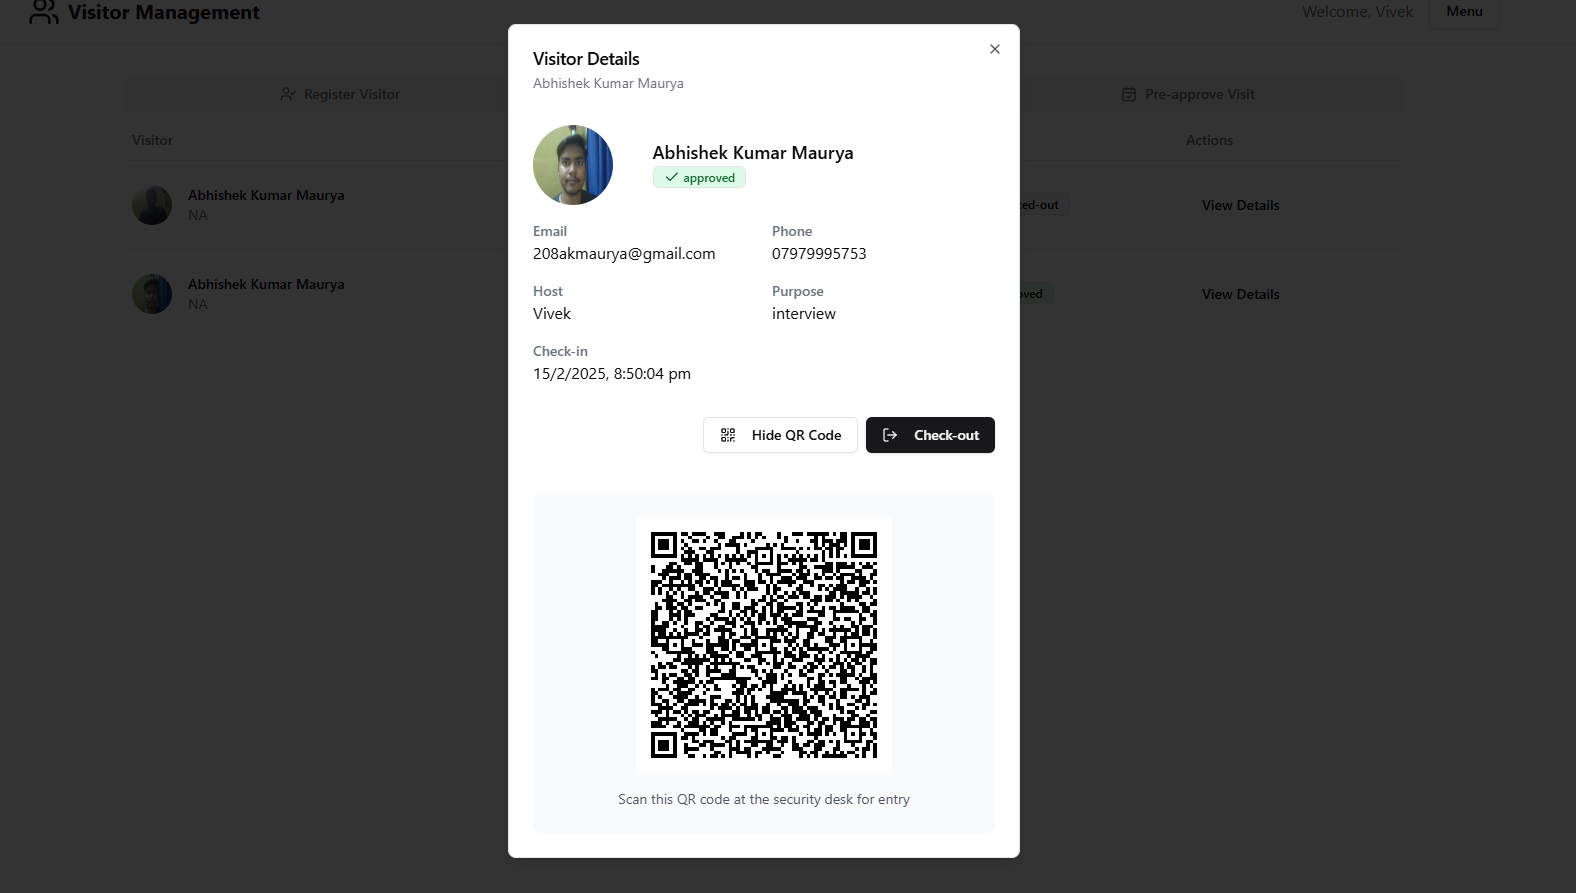 Visitor Management
Welcome, Vivek
Menu
Register Visitor
Pre-approve Visit
Visitor
Actions
Abhishek Kumar Maurya
NA
ed-out
View Details
Abhishek Kumar Maurya
NA
View Details
Visitor Details
Abhishek Kumar Maurya
Abhishek Kumar Maurya
approved
Email
Phone
208akmaurya@gmail.com
07979995753
Host
Purpose
Vivek
interview
Check-in
15/2/2025, 8:50:04 pm
Hide QR Code
Check-out
Scan this QR code at the security desk for entry